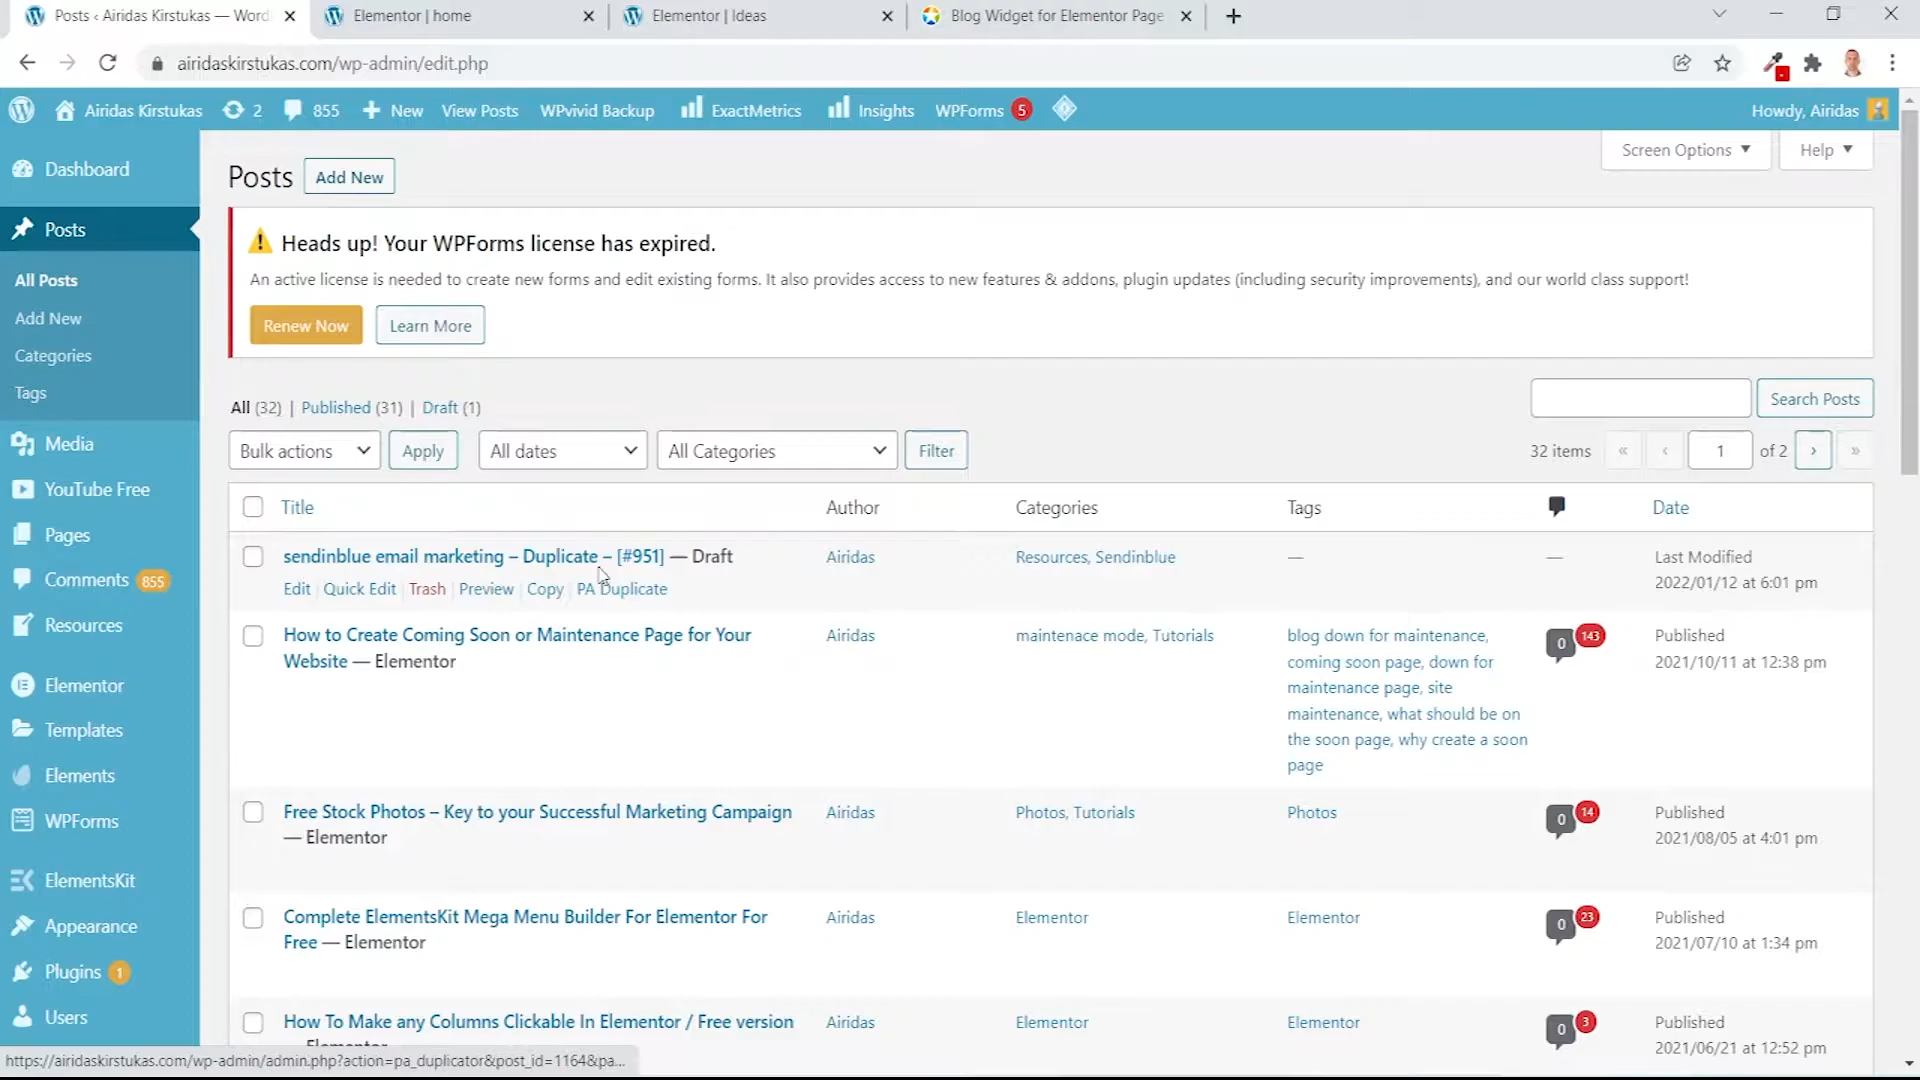 Posts ‹ Airidas Kirstukas — Word
Elementor | home
Elementor | Ideas
Blog Widget for Elementor Page
airidaskirstukas.com/wp-admin/edit.php
Airidas Kirstukas
2
855
New
View Posts
WPvivid Backup
ExactMetrics
Insights
WPForms 5
Howdy, Airidas
Dashboard
Posts
All Posts
Add New
Categories
Tags
Media
YouTube Free
Pages
Comments 855
Resources
Elementor
Templates
Elements
WPForms
ElementsKit
Appearance
Plugins 1
Users
Screen Options
Help
Posts Add New
Heads up! Your WPForms license has expired.
An active license is needed to create new forms and edit existing forms. It also provides access to new features & addons, plugin updates (including security improvements), and our world class support!
Renew Now
Learn More
All (32) | Published (31) | Draft (1)
Search Posts
Bulk actions
Apply
All dates
All Categories
Filter
32 items « ‹ 1 of 2 › »
Title Author Categories Tags Date
sendinblue email marketing – Duplicate – [#951] — Draft
Edit | Quick Edit | Trash | Preview | Copy | PA Duplicate
Airidas
Resources, Sendinblue
—
—
Last Modified
2022/01/12 at 6:01 pm
How to Create Coming Soon or Maintenance Page for Your
Website — Elementor
Airidas
maintenace mode, Tutorials
blog down for maintenance,
coming soon page, down for
maintenance page, site
maintenance, what should be on
the soon page, why create a soon
page
0 143
Published
2021/10/11 at 12:38 pm
Free Stock Photos – Key to your Successful Marketing Campaign
— Elementor
Airidas
Photos, Tutorials
Photos
0 14
Published
2021/08/05 at 4:01 pm
Complete ElementsKit Mega Menu Builder For Elementor For
Free — Elementor
Airidas
Elementor
Elementor
0 23
Published
2021/07/10 at 1:34 pm
How To Make any Columns Clickable In Elementor / Free version
— Elementor
Airidas
Elementor
Elementor
0 3
Published
2021/06/21 at 12:52 pm
https://airidaskirstukas.com/wp-admin/admin.php?action=pa_duplicator&post_id=1164&pa...